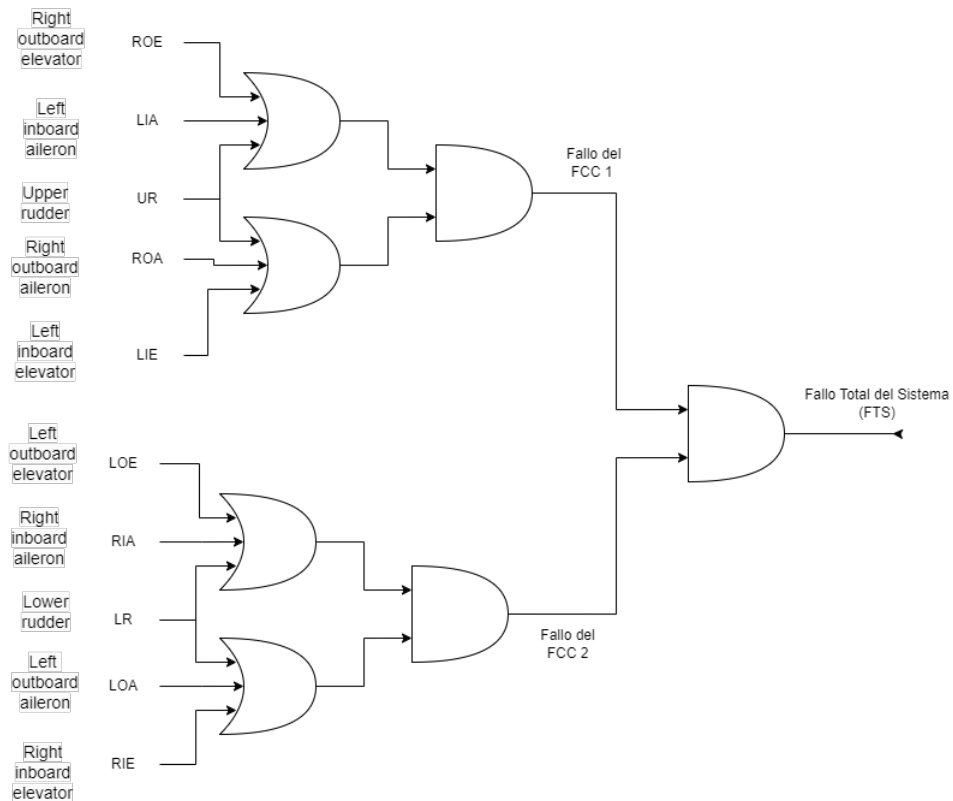 Right
outboard
elevator
ROE
Left
inboard
aileron
LIA
Upper
rudder
UR
Right
outboard
aileron
ROA
Left
inboard
elevator
LIE
Fallo del
FCC 1
Fallo Total del Sistema
(FTS)
Left
outboard
elevator
LOE
Right
inboard
aileron
RIA
Lower
rudder
LR
Left
outboard
aileron
LOA
Right
inboard
elevator
RIE
Fallo del
FCC 2